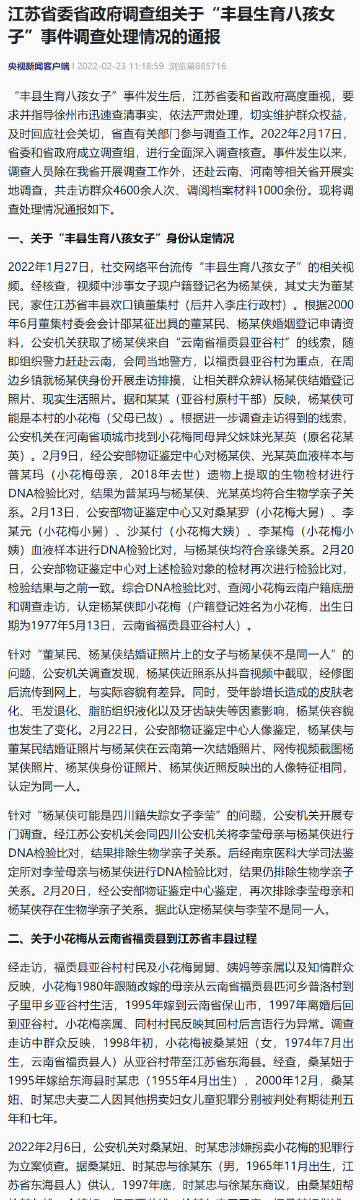 江苏省委省政府调查组关于“丰县生育八孩女
子”事件调查处理情况的通报
央视新闻客户端 | 2022-02-23 11:18:59 浏览量885716
“丰县生育八孩女子”事件发生后，江苏省委和省政府高度重视，要
求并指导徐州市迅速查清事实，依法严肃处理，切实维护群众权益，
及时回应社会关切，省直有关部门参与调查工作。2022年2月17日，
省委和省政府成立调查组，进行全面深入调查核查。事件发生以来，
调查人员除在我省开展调查工作外，还赴云南、河南等相关省开展实
地调查，共走访群众4600余人次、调阅档案材料1000余份。现将调
查处理情况通报如下。
一、关于“丰县生育八孩女子”身份认定情况
2022年1月27日，社交网络平台流传“丰县生育八孩女子”的相关视
频。经核查，视频中涉事女子现户籍登记名为杨某侠，其丈夫为董某
民，家住江苏省丰县欢口镇董集村（后并入李庄行政村）。根据2000
年6月董集村委会会计邵某征出具的董某民、杨某侠婚姻登记申请资
料，公安机关获取了杨某侠来自“云南省福贡县亚谷村”的线索，随
即组织警力赶赴云南，会同当地警方，以福贡县亚谷村为重点，在周
边乡镇就杨某侠身份开展走访排摸，让相关群众辨认杨某侠结婚登记
照片、现实生活照片。据和某某（亚谷村原村干部）反映，杨某侠可
能是本村的小花梅（父母已故）。根据进一步调查走访得到的线索，
公安机关在河南省项城市找到小花梅同母异父妹妹光某英（原名花某
英）。2月9日，经公安部物证鉴定中心对杨某侠、光某英血液样本与
普某玛（小花梅母亲，2018年去世）遗物上提取的生物检材进行
DNA检验比对，结果为普某玛与杨某侠、光某英均符合生物学亲子关
系。2月13日，公安部物证鉴定中心又对桑某罗（小花梅大舅）、李
某元（小花梅小舅）、沙某付（小花梅大姨）、李某梅（小花梅小
姨）血液样本进行DNA检验比对，与杨某侠均符合亲缘关系。2月20
日，公安部物证鉴定中心对上述检验对象的检材再次进行检验比对，
检验结果与之前一致。综合DNA检验比对、查阅小花梅云南户籍底册
和调查走访，认定杨某侠即小花梅（户籍登记姓名为小花梅，出生日
期为1977年5月13日，云南省福贡县亚谷村人）。
针对“董某民、杨某侠结婚证照片上的女子与杨某侠不是同一人”的
问题，公安机关调查发现，杨某侠近照系从抖音视频中截取，经修图
后流传到网上，与实际容貌有差异。同时，受年龄增长造成的皮肤老
化、毛发退化、脂肪组织液化以及牙齿缺失等因素影响，杨某侠容貌
也发生了变化。2月22日，公安部物证鉴定中心人像鉴定，杨某侠与
董某民结婚证照片与杨某侠在云南第一次结婚照片、网传视频截图杨
某侠照片、杨某侠身份证照片、杨某侠近照反映出的人像特征相同，
认定为同一人。
针对“杨某侠可能是四川籍失踪女子李莹”的问题，公安机关开展专
门调查。经江苏公安机关会同四川公安机关将李莹母亲与杨某侠进行
DNA检验比对，结果排除生物学亲子关系。后经南京医科大学司法鉴
定所对李莹母亲与杨某侠进行DNA检验比对，结果仍排除生物学亲子
关系。2月20日，经公安部物证鉴定中心鉴定，再次排除李莹母亲和
杨某侠存在生物学亲子关系。据此认定杨某侠与李莹不是同一人。
二、关于小花梅从云南省福贡县到江苏省丰县过程
经走访，福贡县亚谷村村民及小花梅舅舅、姨妈等亲属以及知情群众
反映，小花梅1980年跟随改嫁的母亲从云南省福贡县匹河乡普洛村到
子里甲乡亚谷村生活，1995年嫁到云南省保山市，1997年离婚后回
到亚谷村。小花梅亲属、同村村民反映其回村后言语行为异常。调查
走访中群众反映，1998年初，小花梅被桑某妞（女，1974年7月出
生，云南省福贡县人）从亚谷村带至江苏省东海县。经查，桑某妞于
1995年嫁给东海县时某忠（1955年4月出生），2000年12月，桑某
妞、时某忠夫妻二人因其他拐卖妇女儿童犯罪分别被判处有期徒刑五
年和七年。
2022年2月6日，公安机关对桑某妞、时某忠涉嫌拐卖小花梅的犯罪行
为立案侦查。据桑某妞、时某忠与徐某东（男，1965年11月出生，江
苏省东海县人）供认，1997年底，时某忠与徐某东商议，由桑某妞帮